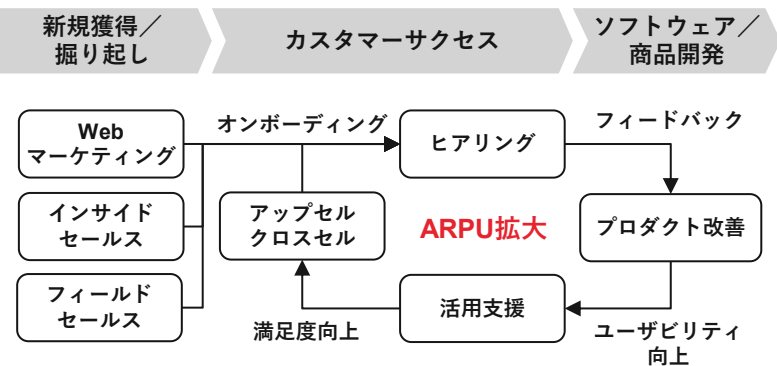 新規獲得／
掘り起し
カスタマーサクセス
ソフトウェア／
商品開発
Web
マーケティング
オンボーディング
ヒアリング
フィードバック
インサイド
セールス
アップセル
クロスセル
ARPU拡大
プロダクト改善
フィールド
セールス
満足度向上
活用支援
ユーザビリティ
向上